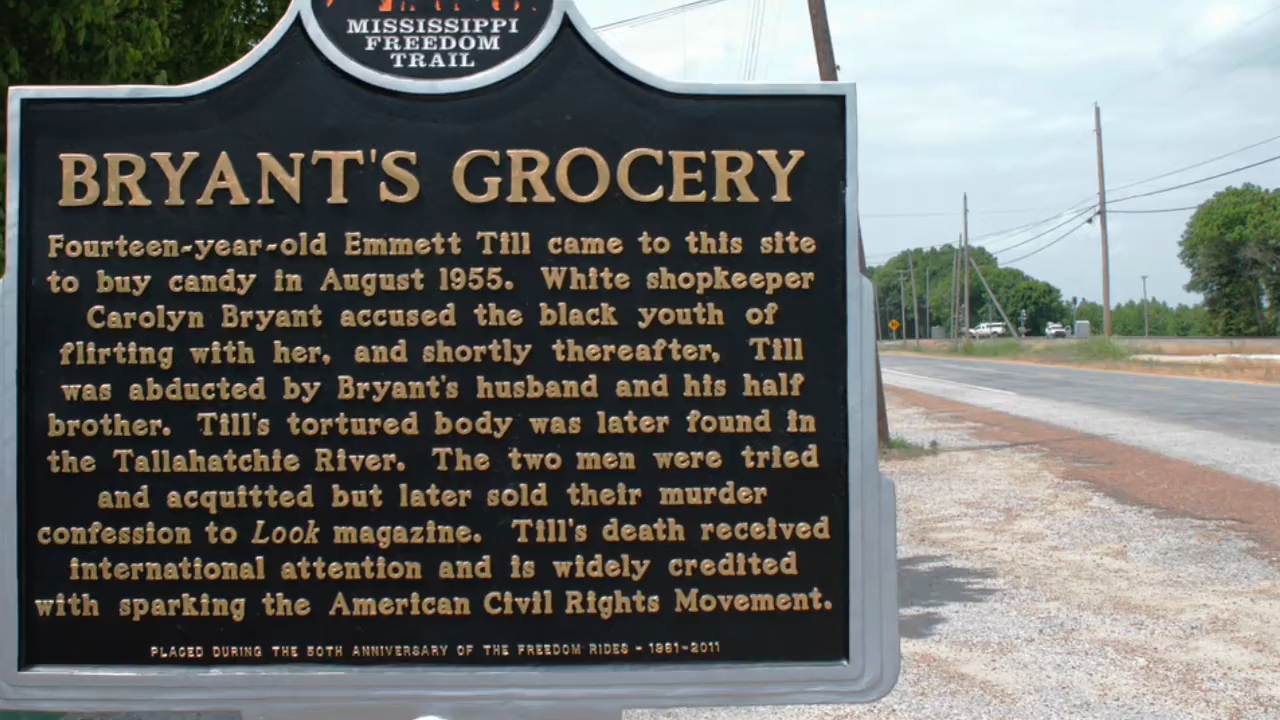 MISSISSIPPI
FREEDOM
TRAIL
BRYANT'S GROCERY
Fourteen-year-old Emmett Till came to this site
to buy candy in August 1955. White shopkeeper
Carolyn Bryant accused the black youth of
flirting with her, and shortly thereafter, Till
was abducted by Bryant's husband and his half
brother. Till's tortured body was later found in
the Tallahatchie River. The two men were tried
and acquitted but later sold their murder
confession to Look magazine. Till's death received
international attention and is widely credited
with sparking the American Civil Rights Movement.
PLACED DURING THE 50TH ANNIVERSARY OF THE FREEDOM RIDES - 1961-2011